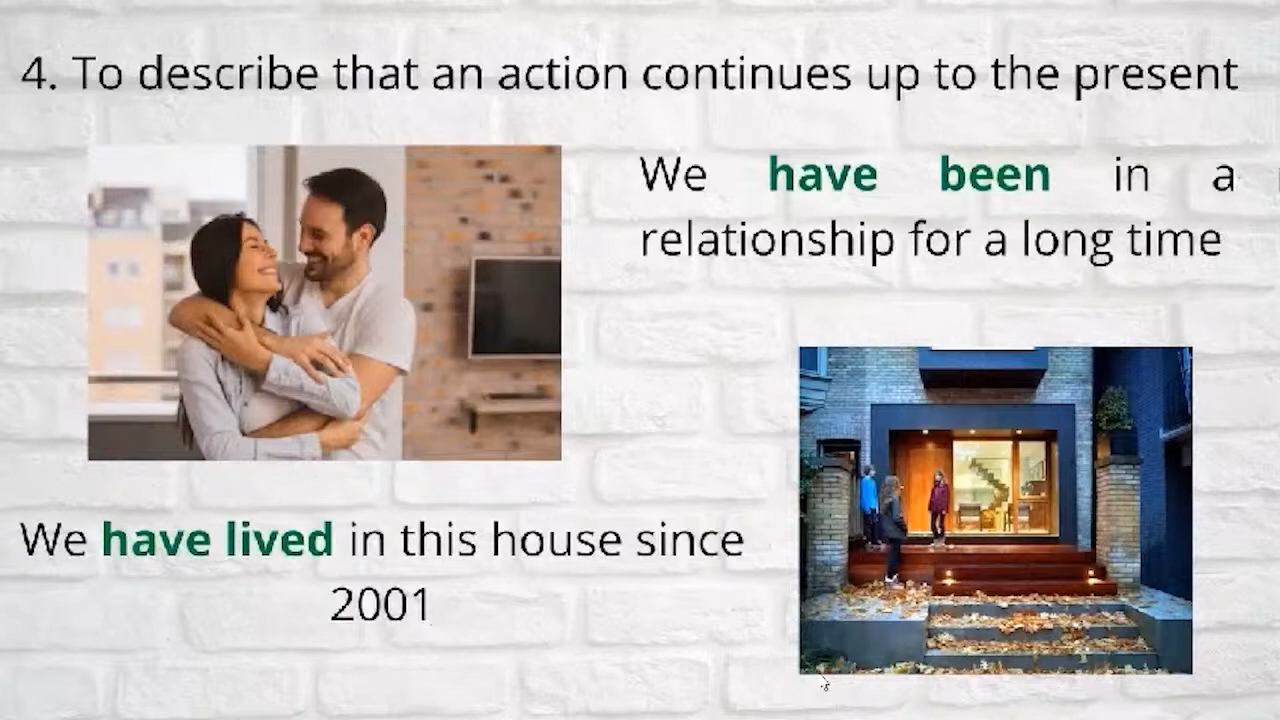 4. To describe that an action continues up to the present
We have been in a
relationship for a long time
We have lived in this house since
2001